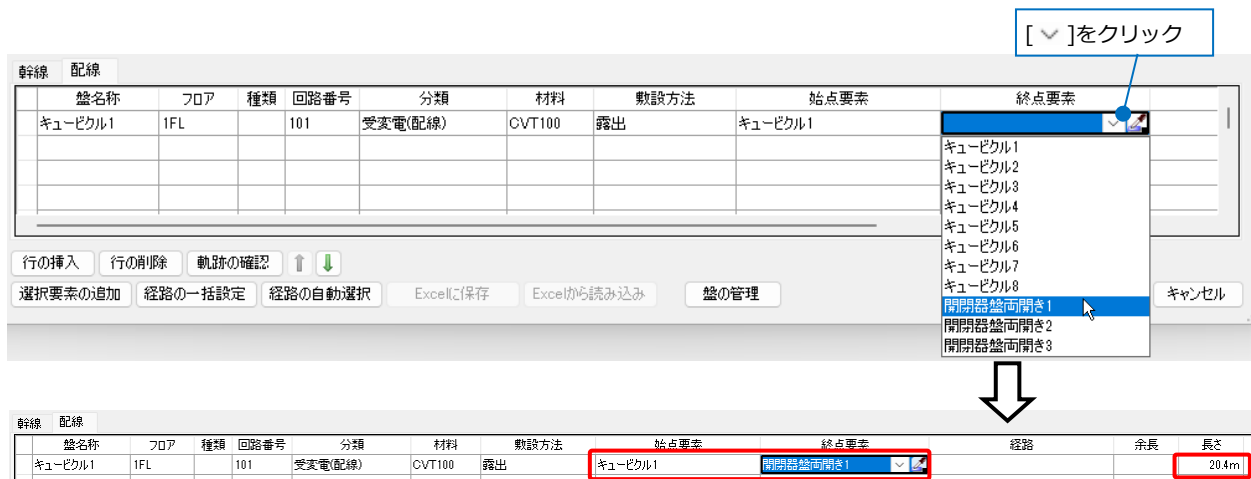 [ ]をクリック
幹線 配線
盤名称 フロア 種類 回路番号 分類 材料 敷設方法 始点要素 終点要素
キュービクル1 1FL 101 受変電(配線) CVT100 露出 キュービクル1
キュービクル1
キュービクル2
キュービクル3
キュービクル4
キュービクル5
キュービクル6
キュービクル7
キュービクル8
開閉器盤両開き1
開閉器盤両開き2
開閉器盤両開き3
行の挿入 行の削除 軌跡の確認
選択要素の追加 経路の一括設定 経路の自動選択 Excelに保存 Excelから読み込み 盤の管理 キャンセル
幹線 配線
盤名称 フロア 種類 回路番号 分類 材料 敷設方法 始点要素 終点要素 経路 余長 長さ
キュービクル1 1FL 101 受変電(配線) CVT100 露出 キュービクル1 開閉器盤両開き1 20.4m